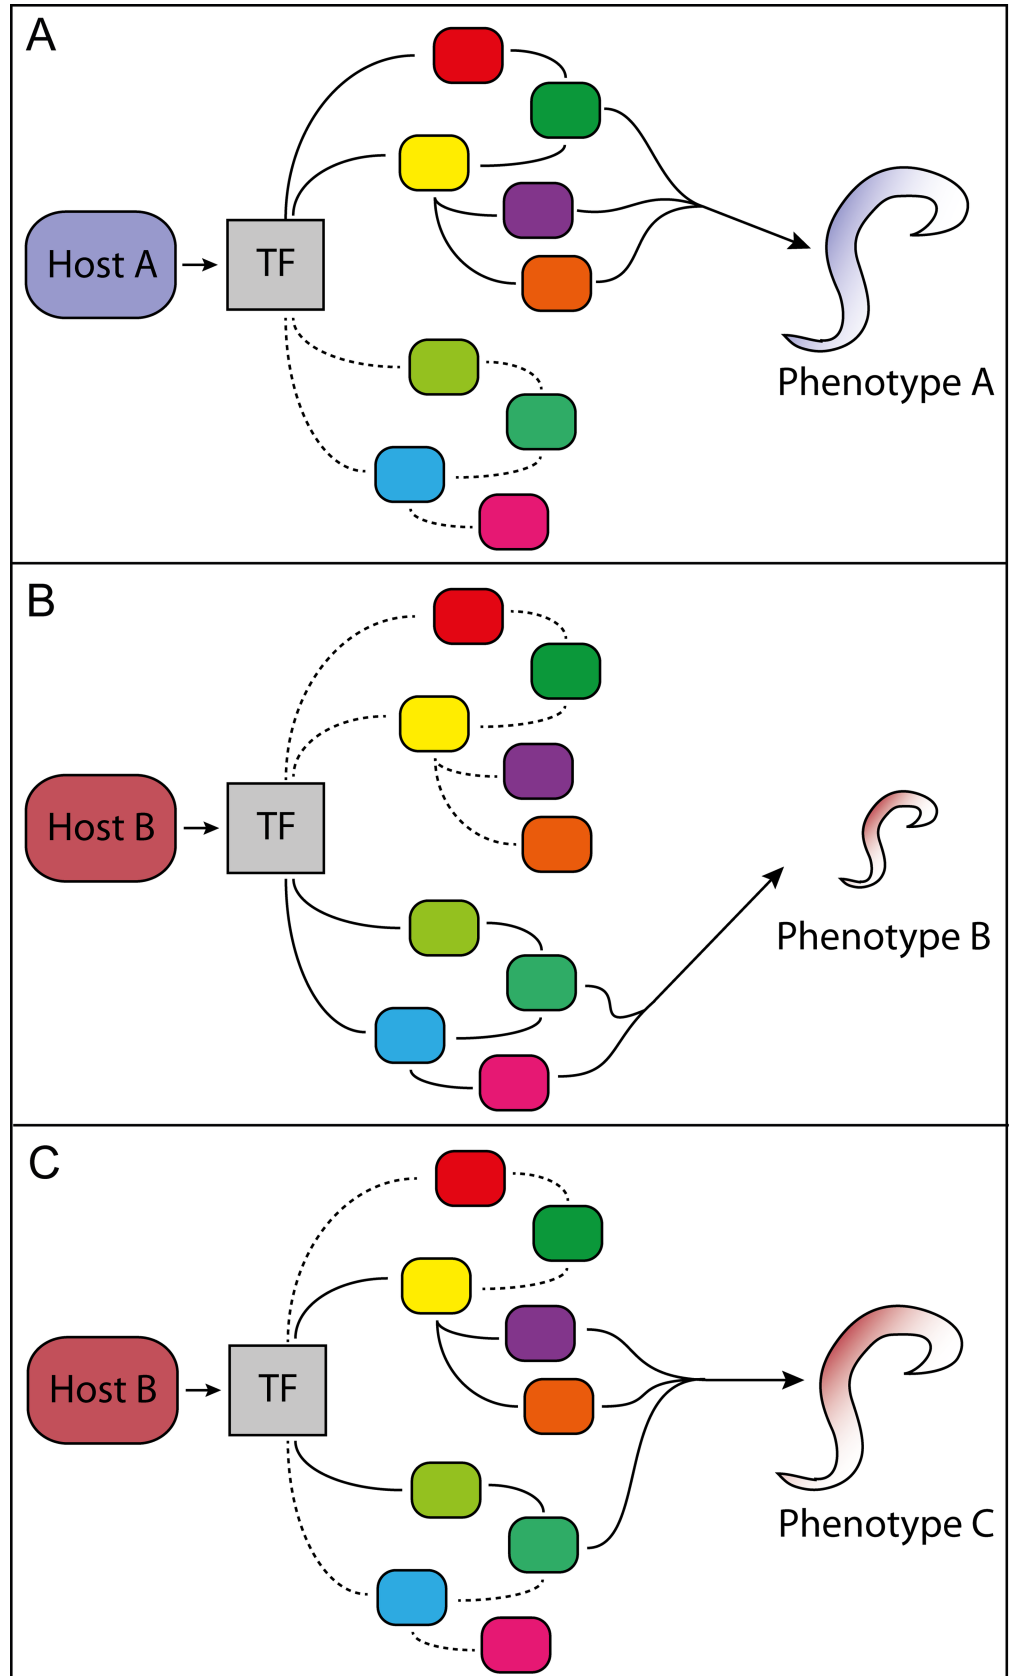 A
Host A
TF
Phenotype A
B
Host B
TF
Phenotype B
C
Host B
TF
Phenotype C